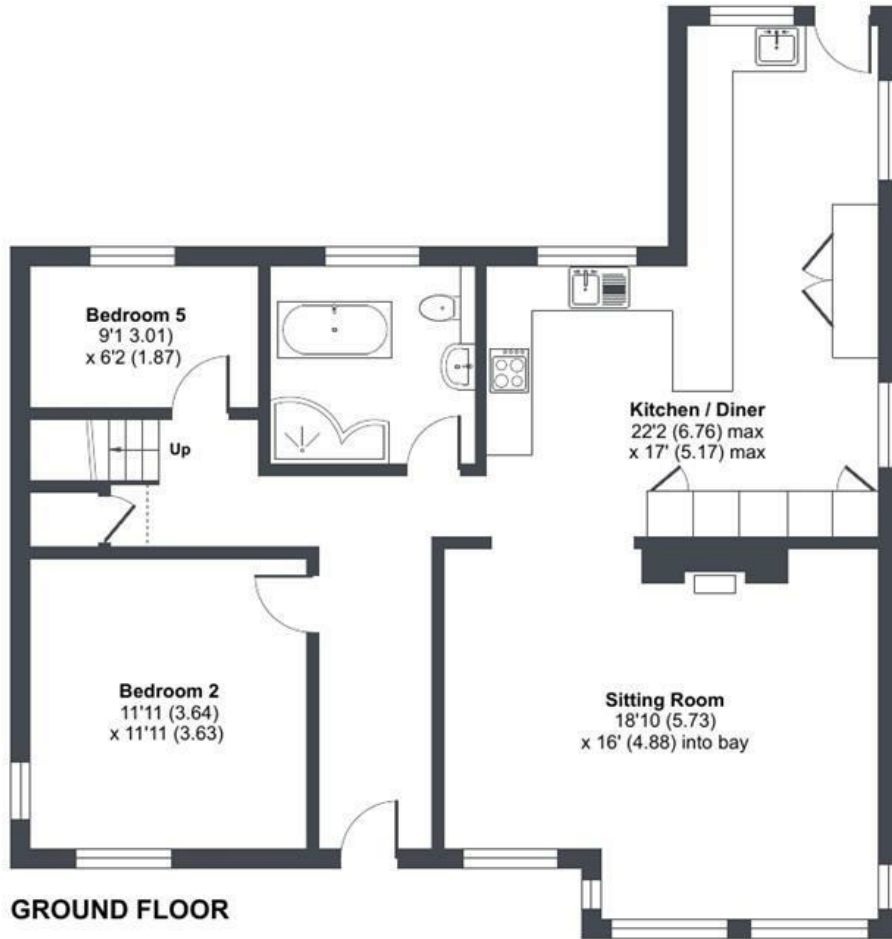 Bedroom 5
9'1 3.01)
x 6'2 (1.87)
Up
Kitchen / Diner
22'2 (6.76) max
x 17' (5.17) max
Bedroom 2
11'11 (3.64)
x 11'11 (3.63)
Sitting Room
18'10 (5.73)
x 16' (4.88) into bay
GROUND FLOOR